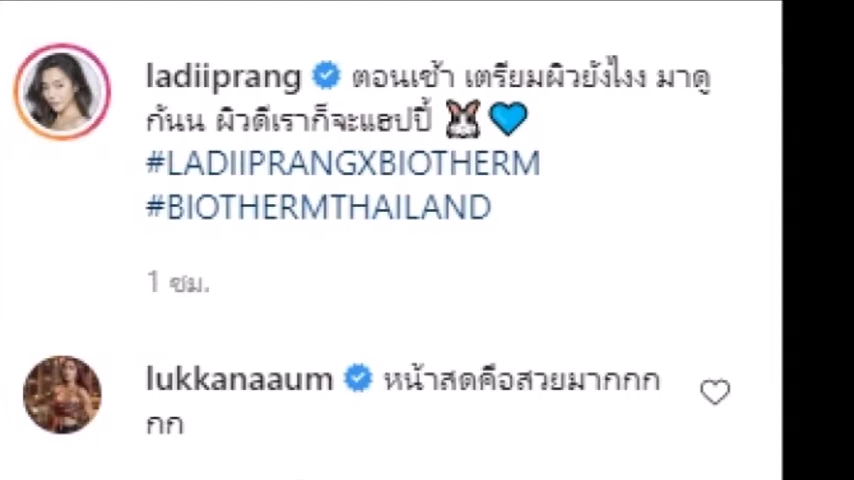 ladiiprang ตอนเช้า เตรียมผิวยังไงง มาดู
กันน ผิวดีเราก็จะแฮปปี้ 🐰💙
#LADIIPRANGXBIOTHERM
#BIOTHERMTHAILAND
1 ชม.
lukkanaaum หน้าสดคือสวยมากกก
กก